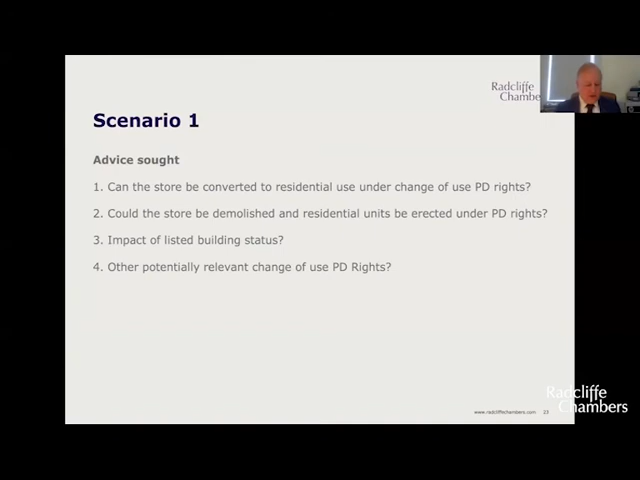 Radcliffe
Chambe
Scenario 1
Advice sought
1. Can the store be converted to residential use under change of use PD rights?
2. Could the store be demolished and residential units be erected under PD rights?
3. Impact of listed building status?
4. Other potentially relevant change of use PD Rights?
www.radcliffechambers.com 23
Radcliffe
Chambers